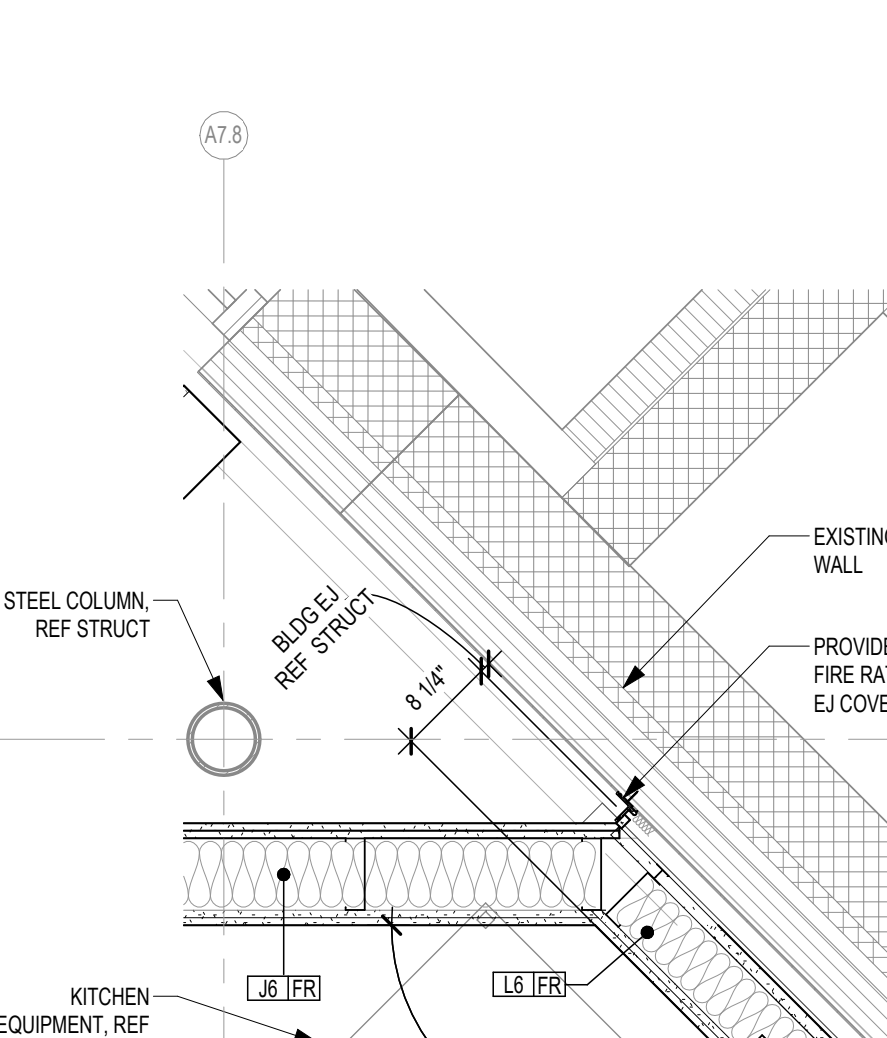 A7.8
EXISTING
WALL
STEEL COLUMN,
REF STRUCT
BLDG EJ
REF STRUCT
8 1/4"
PROVIDE
FIRE RAT
EJ COVE
J6 FR
L6 FR
KITCHEN
EQUIPMENT, REF